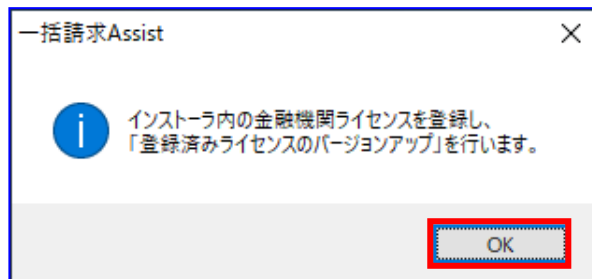 一括請求Assist
インストーラ内の金融機関ライセンスを登録し、
「登録済みライセンスのバージョンアップ」を行います。
OK